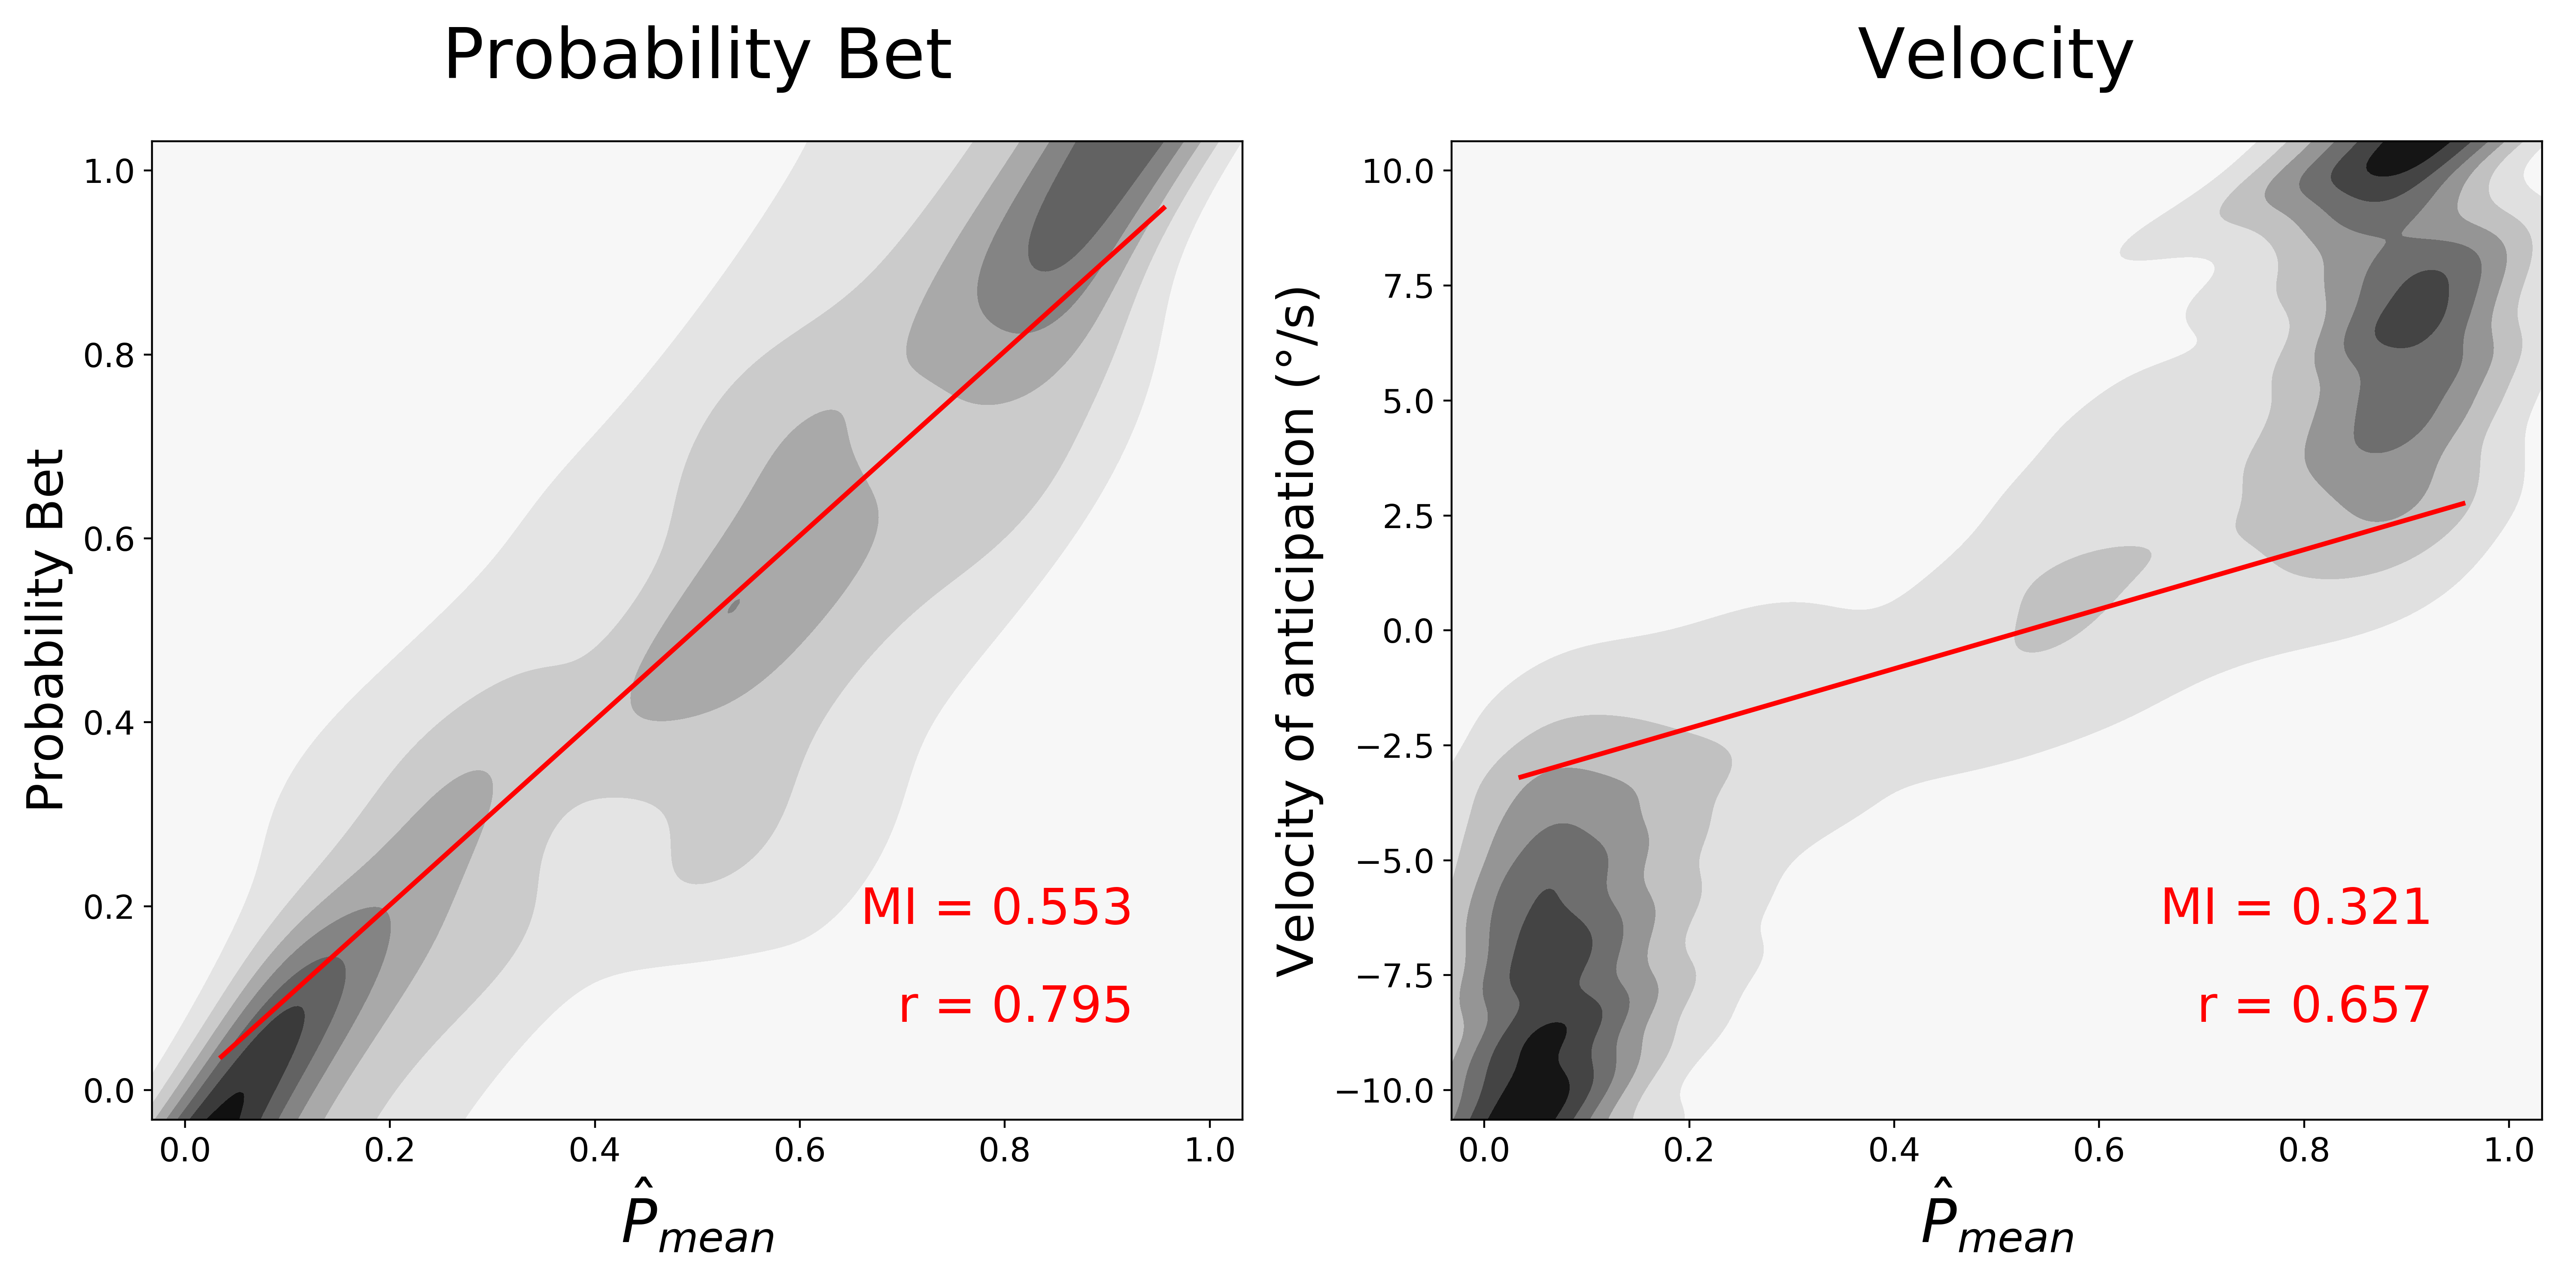 Probability Bet
1.0
0.8
0.6
0.4
0.2
0.0
Probability Bet
MI = 0.553
r = 0.795
0.0 0.2 0.4 0.6 0.8 1.0
P̂mean
Velocity
10.0
7.5
5.0
2.5
0.0
−2.5
−5.0
−7.5
−10.0
Velocity of anticipation (°/s)
MI = 0.321
r = 0.657
0.0 0.2 0.4 0.6 0.8 1.0
P̂mean